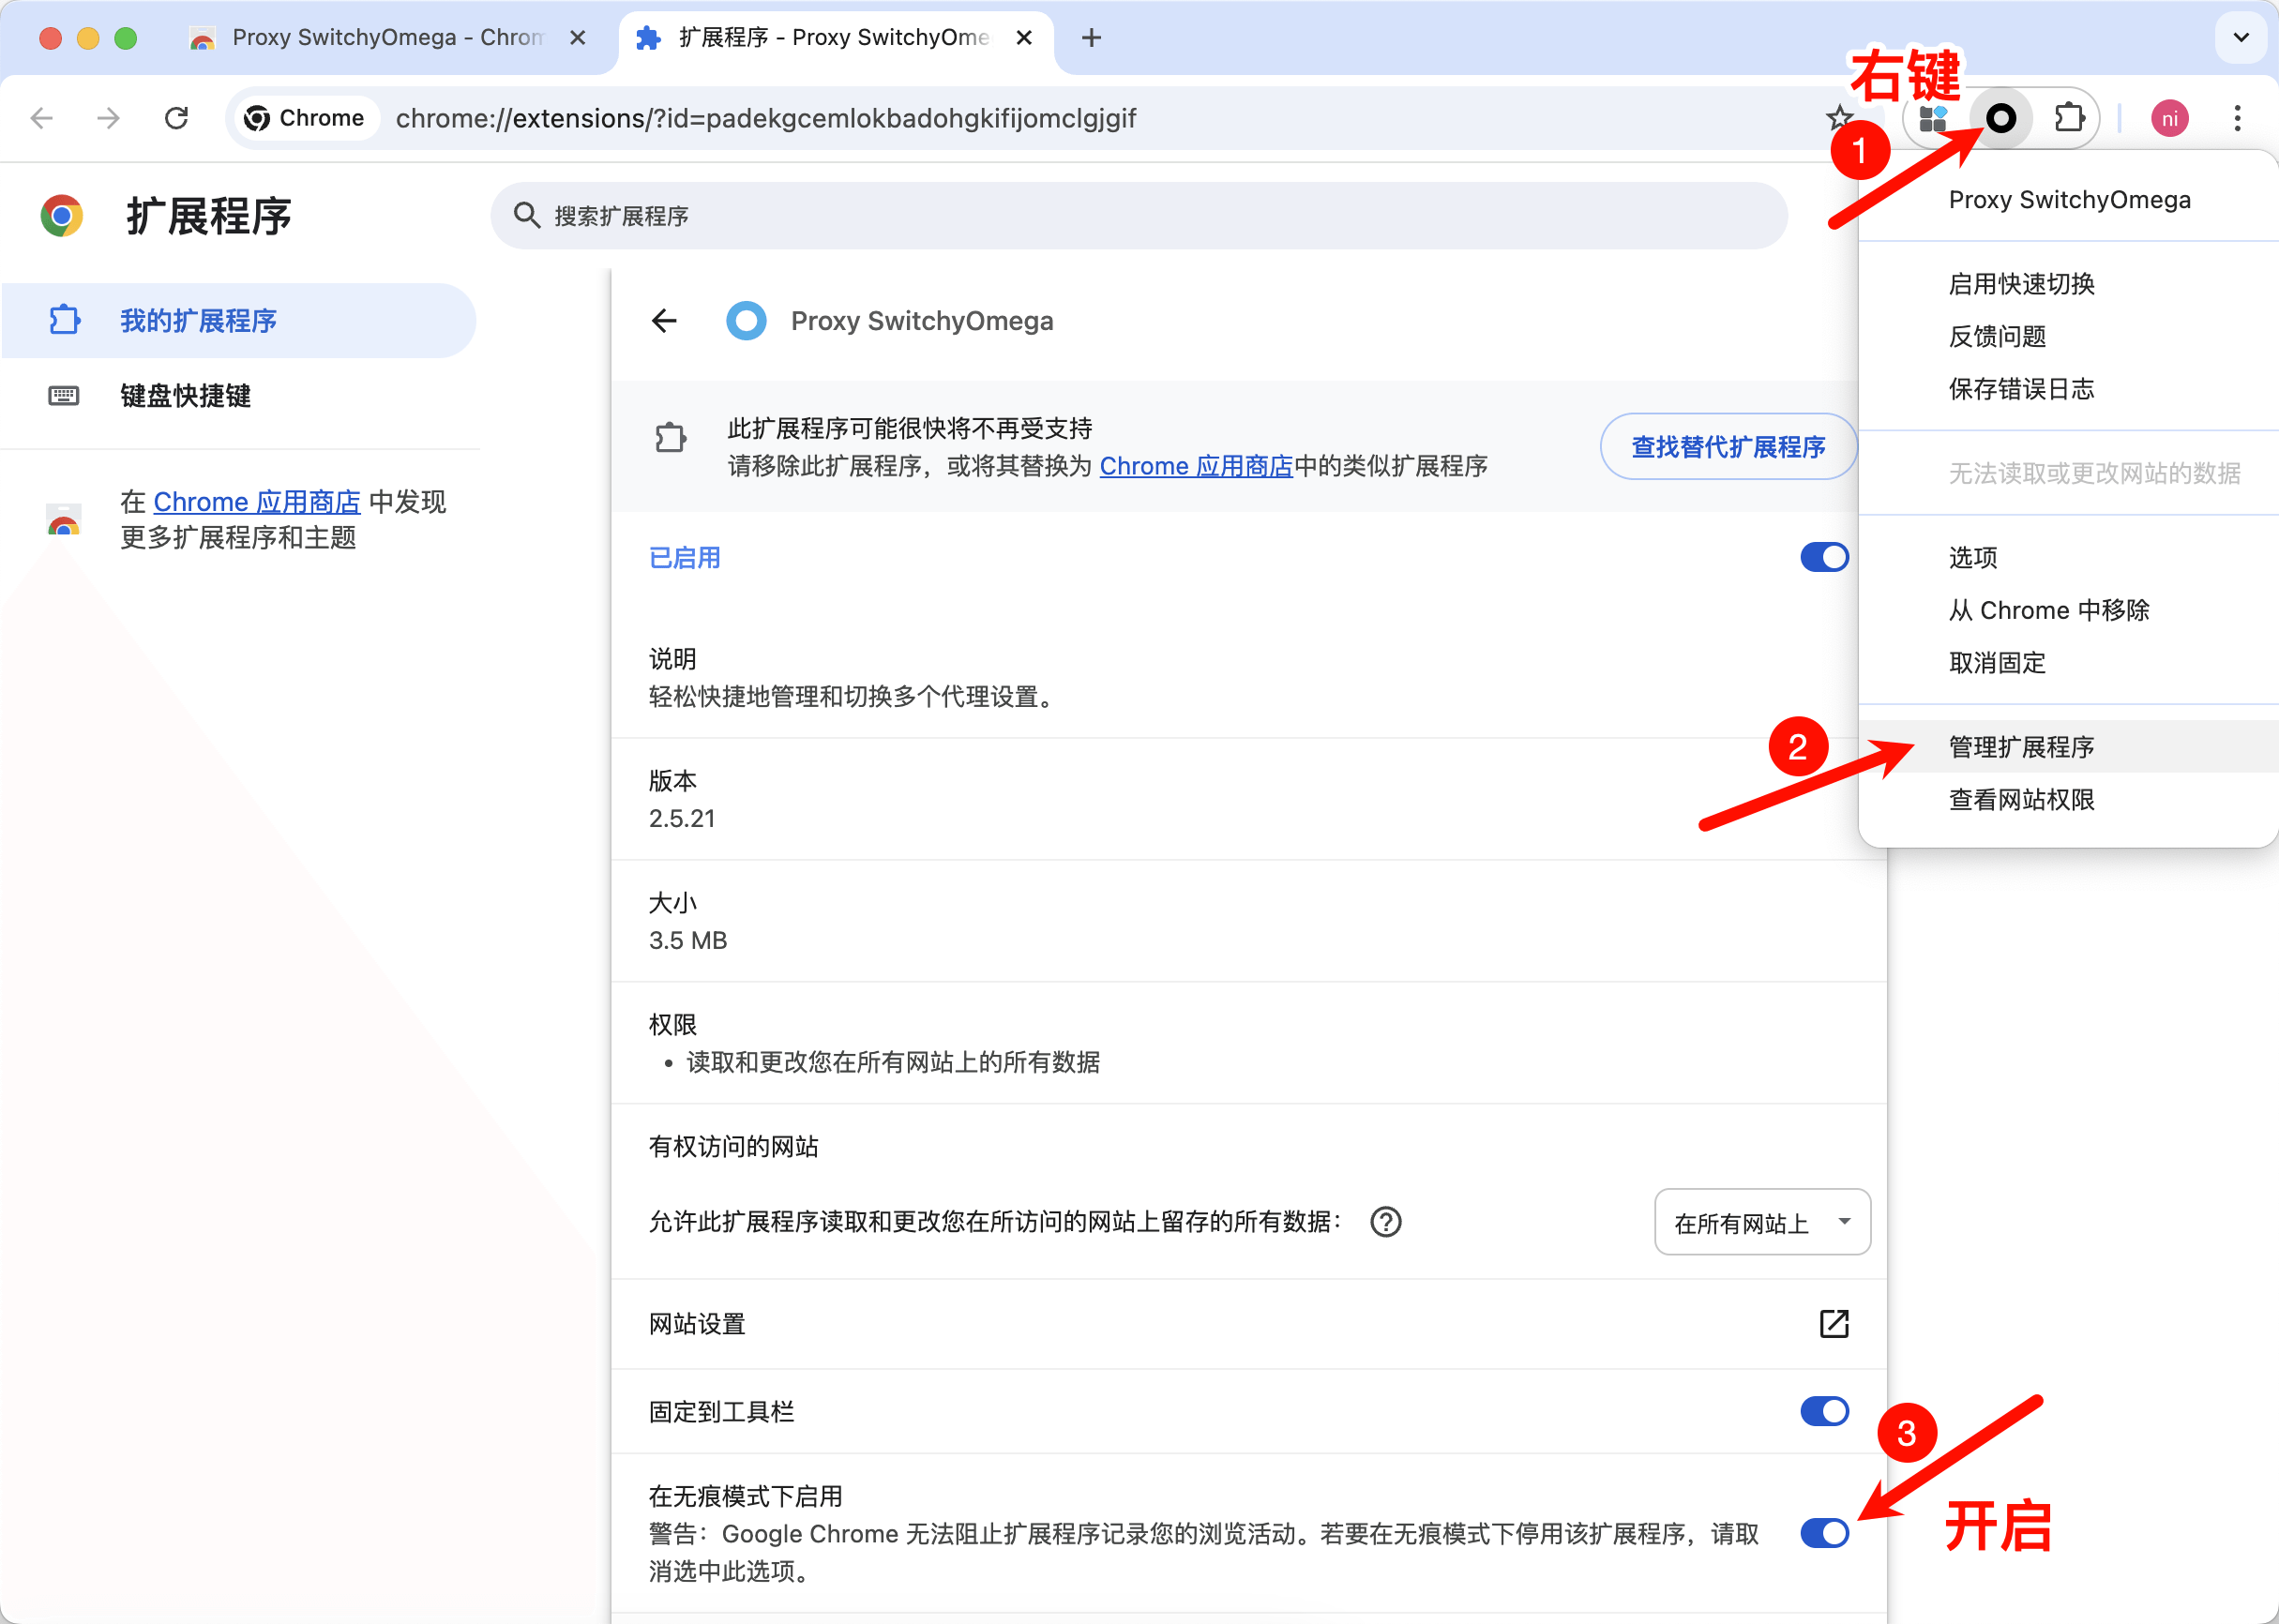 Proxy SwitchyOmega - Chrom
扩展程序 - Proxy SwitchyOme
右键
Chrome
chrome://extensions/?id=padekgcemlokbadohgkifijomclgjgif
ni
1
扩展程序
搜索扩展程序
Proxy SwitchyOmega
启用快速切换
反馈问题
保存错误日志
无法读取或更改网站的数据
选项
从 Chrome 中移除
取消固定
2
管理扩展程序
查看网站权限
我的扩展程序
键盘快捷键
在 Chrome 应用商店 中发现
更多扩展程序和主题
Proxy SwitchyOmega
此扩展程序可能很快将不再受支持
请移除此扩展程序，或将其替换为 Chrome 应用商店中的类似扩展程序
查找替代扩展程序
已启用
说明
轻松快捷地管理和切换多个代理设置。
版本
2.5.21
大小
3.5 MB
权限
• 读取和更改您在所有网站上的所有数据
有权访问的网站
允许此扩展程序读取和更改您在所访问的网站上留存的所有数据：
在所有网站上
网站设置
固定到工具栏
3
在无痕模式下启用
警告：Google Chrome 无法阻止扩展程序记录您的浏览活动。若要在无痕模式下停用该扩展程序，请取
消选中此选项。
开启